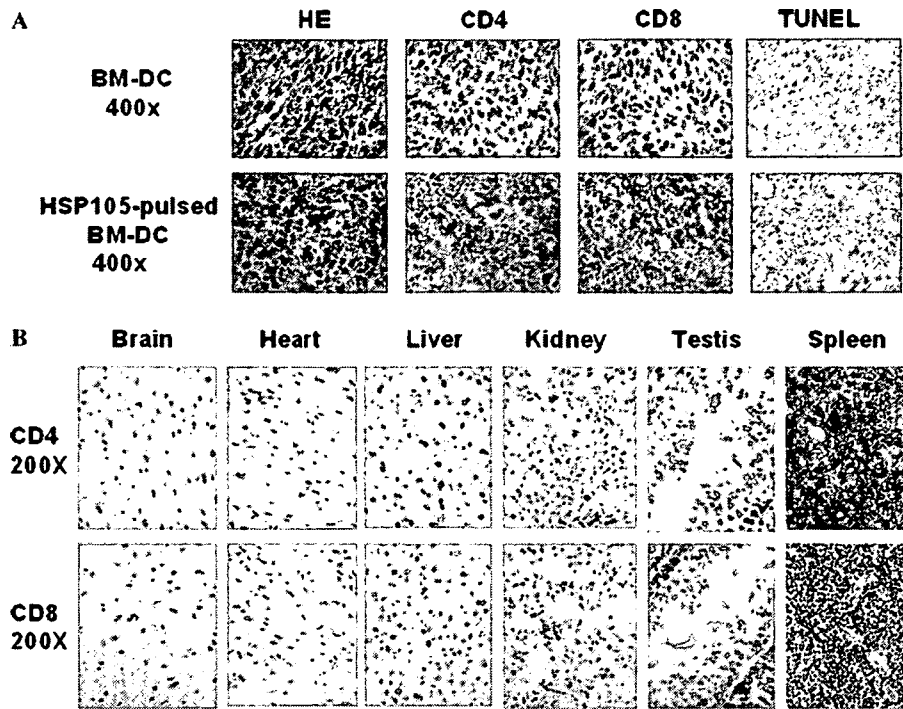 A
HE CD4 CD8 TUNEL
BM-DC
400x
HSP105-pulsed
BM-DC
400x
B
Brain Heart Liver Kidney Testis Spleen
CD4
200X
CD8
200X